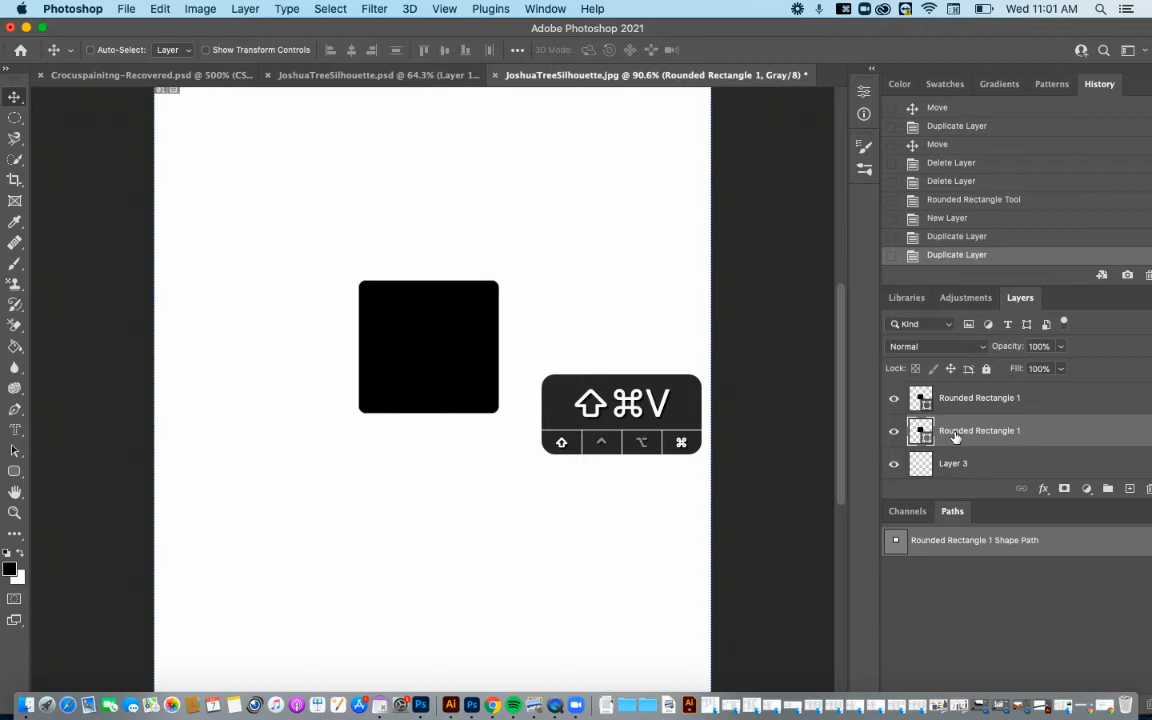 Photoshop File Edit Image Layer Type Select Filter 3D View Plugins Window Help Wed 11:01 AM
Adobe Photoshop 2021
Auto-Select: Layer Show Transform Controls 3D Mode:
Crocuspainitng-Recovered.psd @ 500% (CS... JoshuaTreeSilhouette.psd @ 64.3% (Layer 1... JoshuaTreeSilhouette.jpg @ 90.6% (Rounded Rectangle 1, Gray/8) *
Color Swatches Gradients Patterns History
Move
Duplicate Layer
Move
Delete Layer
Delete Layer
Rounded Rectangle Tool
New Layer
Duplicate Layer
Duplicate Layer
Libraries Adjustments Layers
Kind
Normal Opacity: 100%
Lock: Fill: 100%
Rounded Rectangle 1
Rounded Rectangle 1
Layer 3
⇧⌘V
⇧ ⌃ ⌥ ⌘
Channels Paths
Rounded Rectangle 1 Shape Path